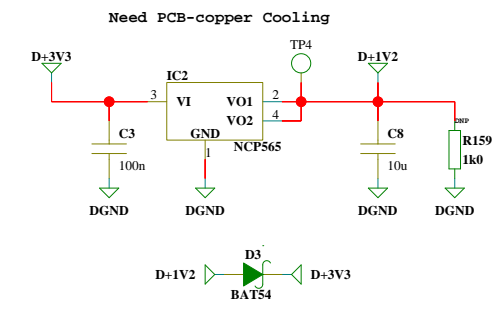 Need PCB-copper Cooling
D+3V3
IC2
TP4
D+1V2
3
VI
VO1
2
VO2
4
GND
1
NCP565
C3
100n
C8
10u
DNP
R159
1k0
DGND
DGND
DGND
DGND
D3
D+1V2
D+3V3
BAT54